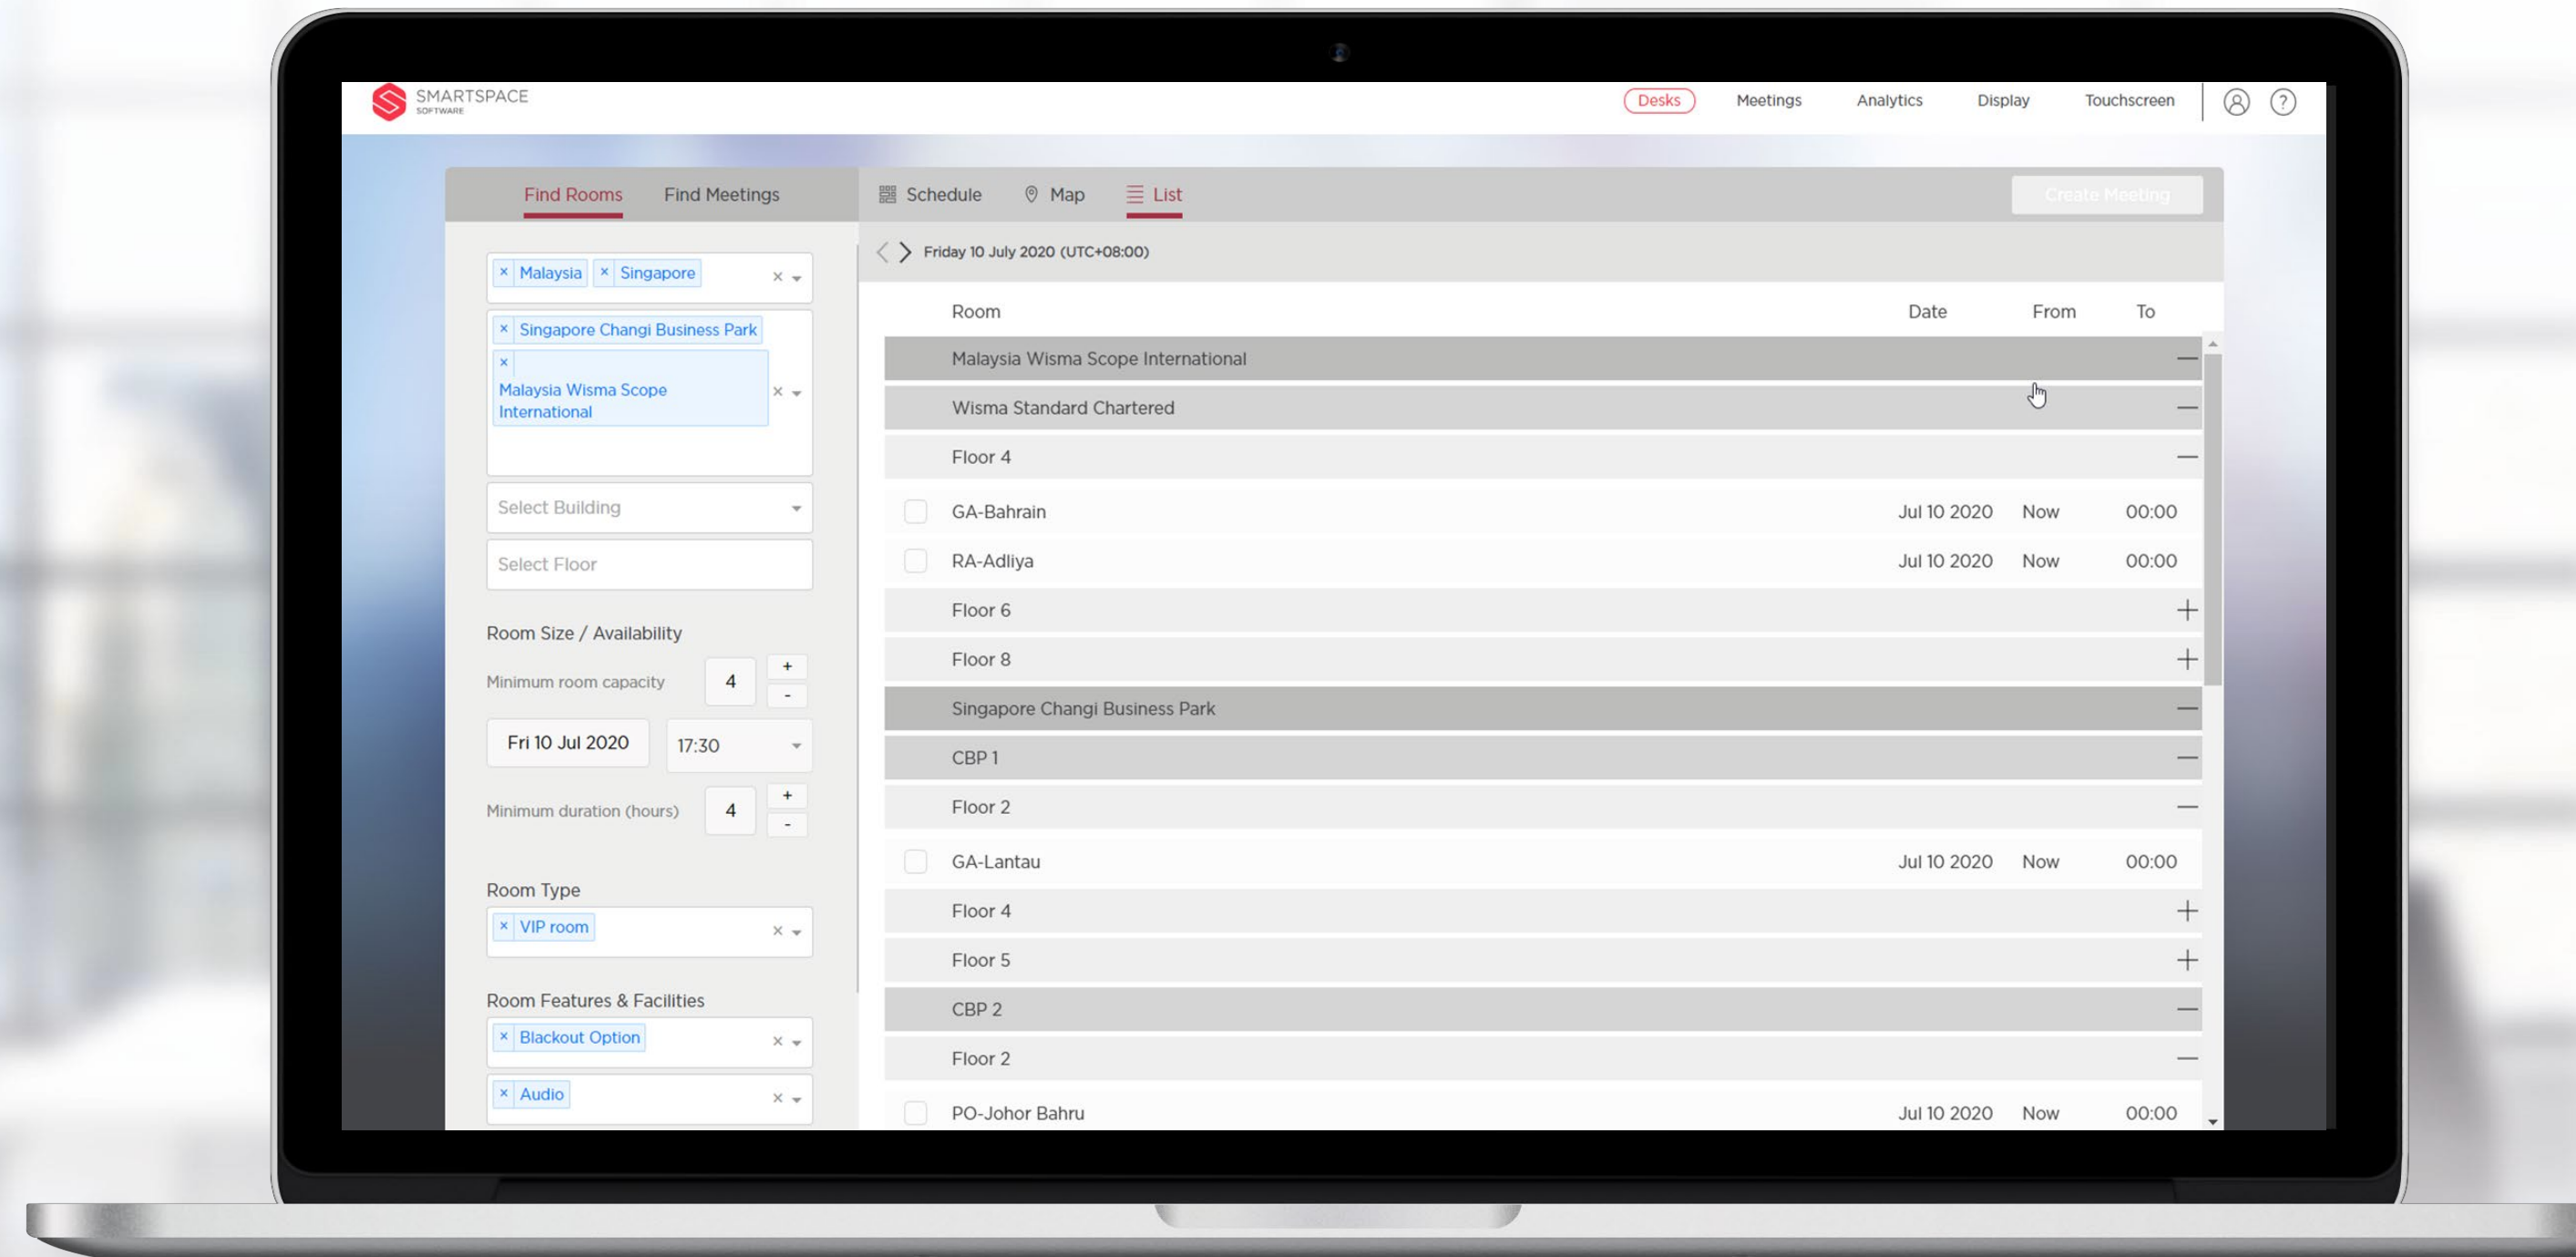 SMARTSPACE
SOFTWARE
Desks Meetings Analytics Display Touchscreen ?
Find Rooms Find Meetings Schedule Map List Create Meeting
Friday 10 July 2020 (UTC+08:00)
× Malaysia × Singapore ×
× Singapore Changi Business Park
×
Malaysia Wisma Scope
International ×
Select Building
Select Floor
Room Size / Availability
Minimum room capacity 4 + -
Fri 10 Jul 2020 17:30
Minimum duration (hours) 4 + -
Room Type
× VIP room ×
Room Features & Facilities
× Blackout Option ×
× Audio ×
Room Date From To
Malaysia Wisma Scope International
Wisma Standard Chartered
Floor 4
GA-Bahrain Jul 10 2020 Now 00:00
RA-Adliya Jul 10 2020 Now 00:00
Floor 6
Floor 8
Singapore Changi Business Park
CBP 1
Floor 2
GA-Lantau Jul 10 2020 Now 00:00
Floor 4
Floor 5
CBP 2
Floor 2
PO-Johor Bahru Jul 10 2020 Now 00:00